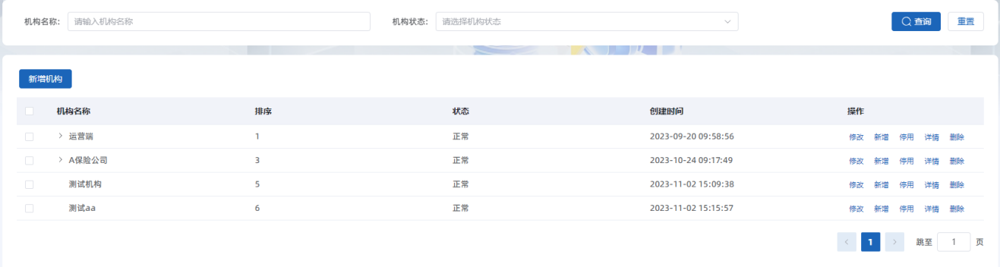 机构名称: 请输入机构名称 机构状态: 请选择机构状态 查询 重置
新增机构
机构名称 排序 状态 创建时间 操作
运营端 1 正常 2023-09-20 09:58:56 修改 新增 停用 详情 删除
A保险公司 3 正常 2023-10-24 09:17:49 修改 新增 停用 详情 删除
测试机构 5 正常 2023-11-02 15:09:38 修改 新增 停用 详情 删除
测试aa 6 正常 2023-11-02 15:15:57 修改 新增 停用 详情 删除
< 1 > 跳至 1 页